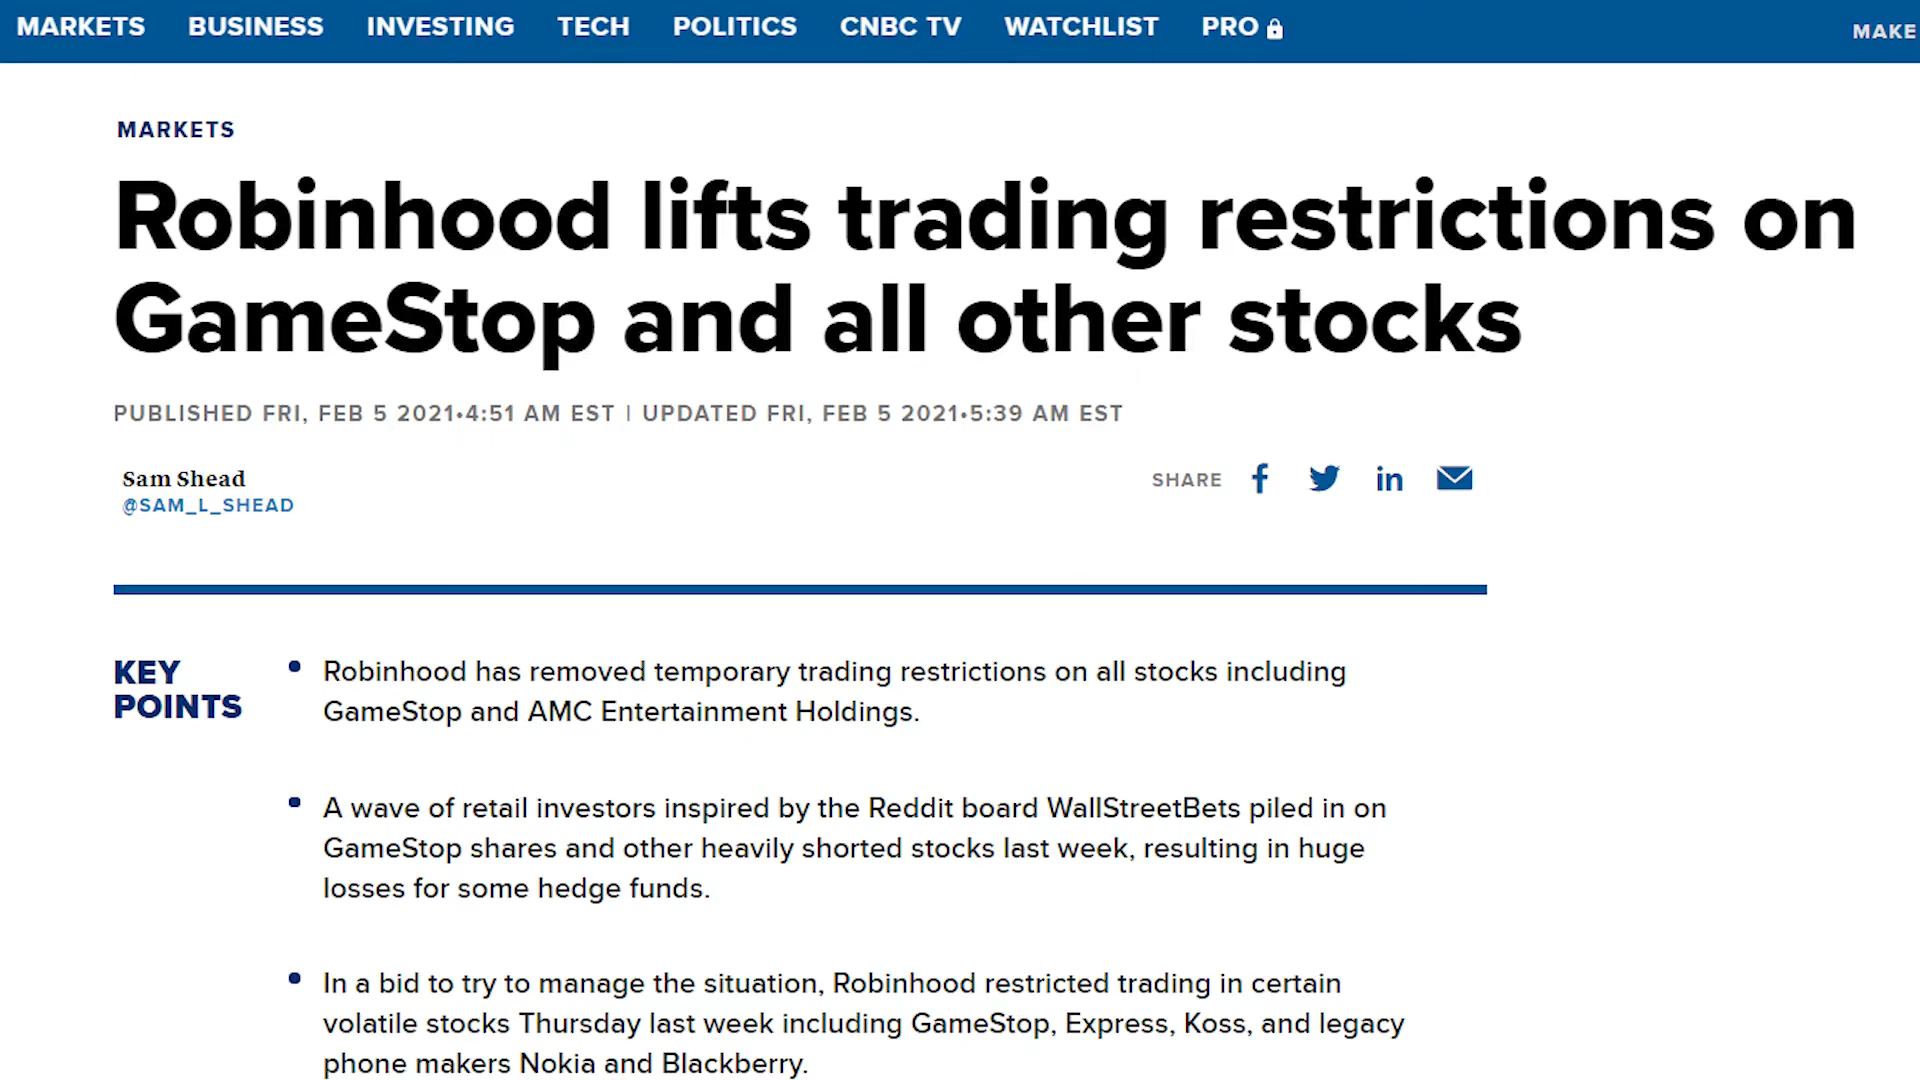 MARKETS BUSINESS INVESTING TECH POLITICS CNBC TV WATCHLIST PRO MAKE
MARKETS
Robinhood lifts trading restrictions on
GameStop and all other stocks
PUBLISHED FRI, FEB 5 2021•4:51 AM EST | UPDATED FRI, FEB 5 2021•5:39 AM EST
Sam Shead
@SAM_L_SHEAD
SHARE
KEY
POINTS
• Robinhood has removed temporary trading restrictions on all stocks including
GameStop and AMC Entertainment Holdings.
• A wave of retail investors inspired by the Reddit board WallStreetBets piled in on
GameStop shares and other heavily shorted stocks last week, resulting in huge
losses for some hedge funds.
• In a bid to try to manage the situation, Robinhood restricted trading in certain
volatile stocks Thursday last week including GameStop, Express, Koss, and legacy
phone makers Nokia and Blackberry.